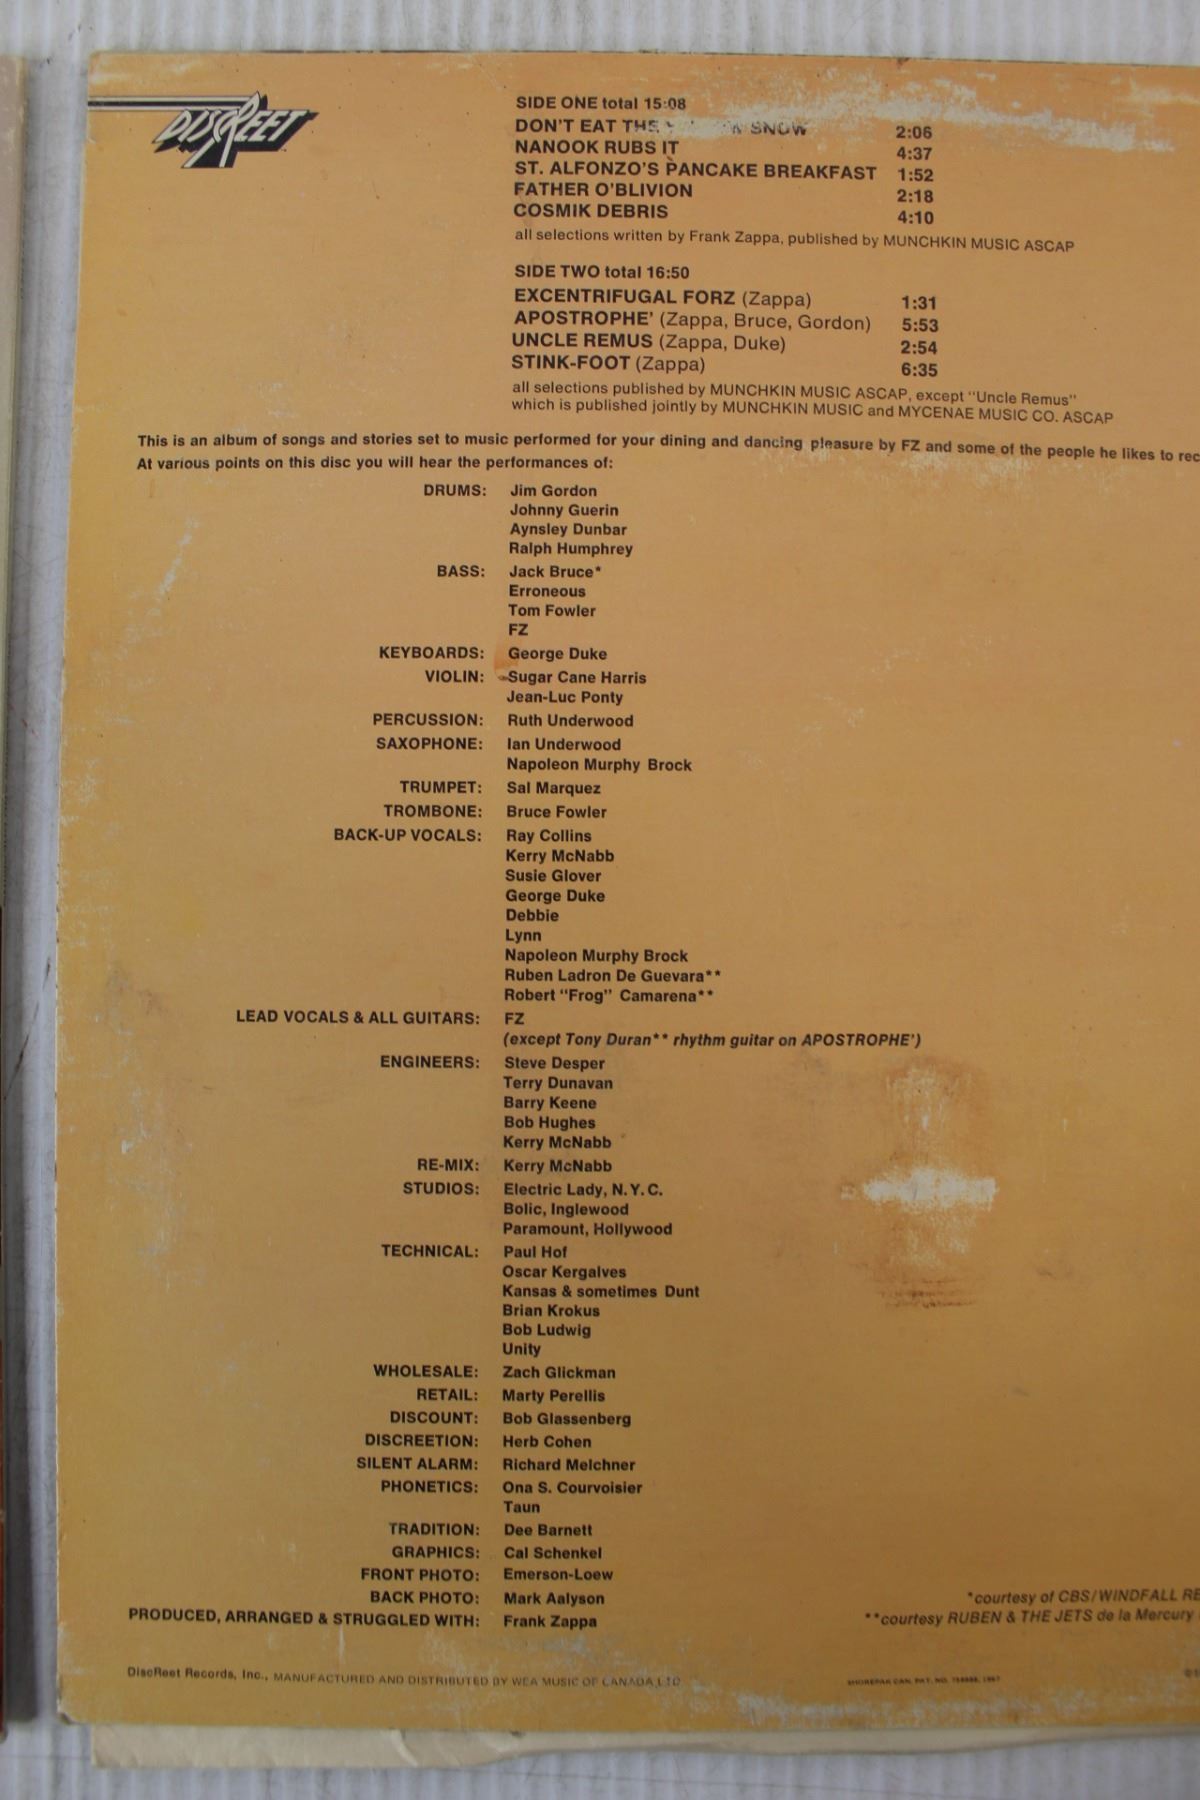 DISCREET
SIDE ONE total 15:08
DON'T EAT THE SNOW 2:06
NANOOK RUBS IT 4:37
ST. ALFONZO'S PANCAKE BREAKFAST 1:52
FATHER O'BLIVION 2:18
COSMIK DEBRIS 4:10
all selections written by Frank Zappa, published by MUNCHKIN MUSIC ASCAP
SIDE TWO total 16:50
EXCENTRIFUGAL FORZ (Zappa) 1:31
APOSTROPHE' (Zappa, Bruce, Gordon) 5:53
UNCLE REMUS (Zappa, Duke) 2:54
STINK-FOOT (Zappa) 6:35
all selections published by MUNCHKIN MUSIC ASCAP, except "Uncle Remus"
which is published jointly by MUNCHKIN MUSIC and MYCENAE MUSIC CO. ASCAP
This is an album of songs and stories set to music performed for your dining and dancing pleasure by FZ and some of the people he likes to rec
At various points on this disc you will hear the performances of:
DRUMS: Jim Gordon
Johnny Guerin
Aynsley Dunbar
Ralph Humphrey
BASS: Jack Bruce*
Erroneous
Tom Fowler
FZ
KEYBOARDS: George Duke
VIOLIN: Sugar Cane Harris
Jean-Luc Ponty
PERCUSSION: Ruth Underwood
SAXOPHONE: Ian Underwood
Napoleon Murphy Brock
TRUMPET: Sal Marquez
TROMBONE: Bruce Fowler
BACK-UP VOCALS: Ray Collins
Kerry McNabb
Susie Glover
George Duke
Debbie
Lynn
Napoleon Murphy Brock
Ruben Ladron De Guevara**
Robert "Frog" Camarena**
LEAD VOCALS & ALL GUITARS: FZ
(except Tony Duran** rhythm guitar on APOSTROPHE')
ENGINEERS: Steve Desper
Terry Dunavan
Barry Keene
Bob Hughes
Kerry McNabb
RE-MIX: Kerry McNabb
STUDIOS: Electric Lady, N.Y.C.
Bolic, Inglewood
Paramount, Hollywood
TECHNICAL: Paul Hof
Oscar Kergalves
Kansas & sometimes Dunt
Brian Krokus
Bob Ludwig
Unity
WHOLESALE: Zach Glickman
RETAIL: Marty Perellis
DISCOUNT: Bob Glassenberg
DISCREETION: Herb Cohen
SILENT ALARM: Richard Melchner
PHONETICS: Ona S. Courvoisier
Taun
TRADITION: Dee Barnett
GRAPHICS: Cal Schenkel
FRONT PHOTO: Emerson-Loew
BACK PHOTO: Mark Aalyson
PRODUCED, ARRANGED & STRUGGLED WITH: Frank Zappa
*courtesy of CBS/WINDFALL RE
**courtesy RUBEN & THE JETS de la Mercury
DiscReet Records, Inc., MANUFACTURED AND DISTRIBUTED BY WEA MUSIC OF CANADA LTD
SHOREPAK CAN. PAT. NO.